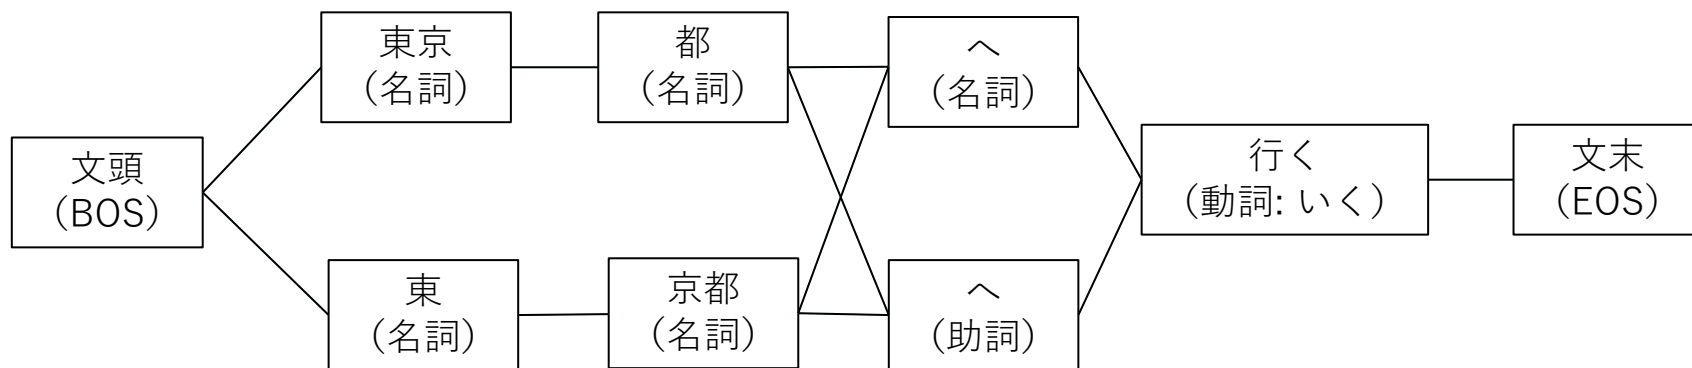 文頭
(BOS)
東京
(名詞)
都
(名詞)
へ
(名詞)
東
(名詞)
京都
(名詞)
へ
(助詞)
行く
(動詞: いく)
文末
(EOS)